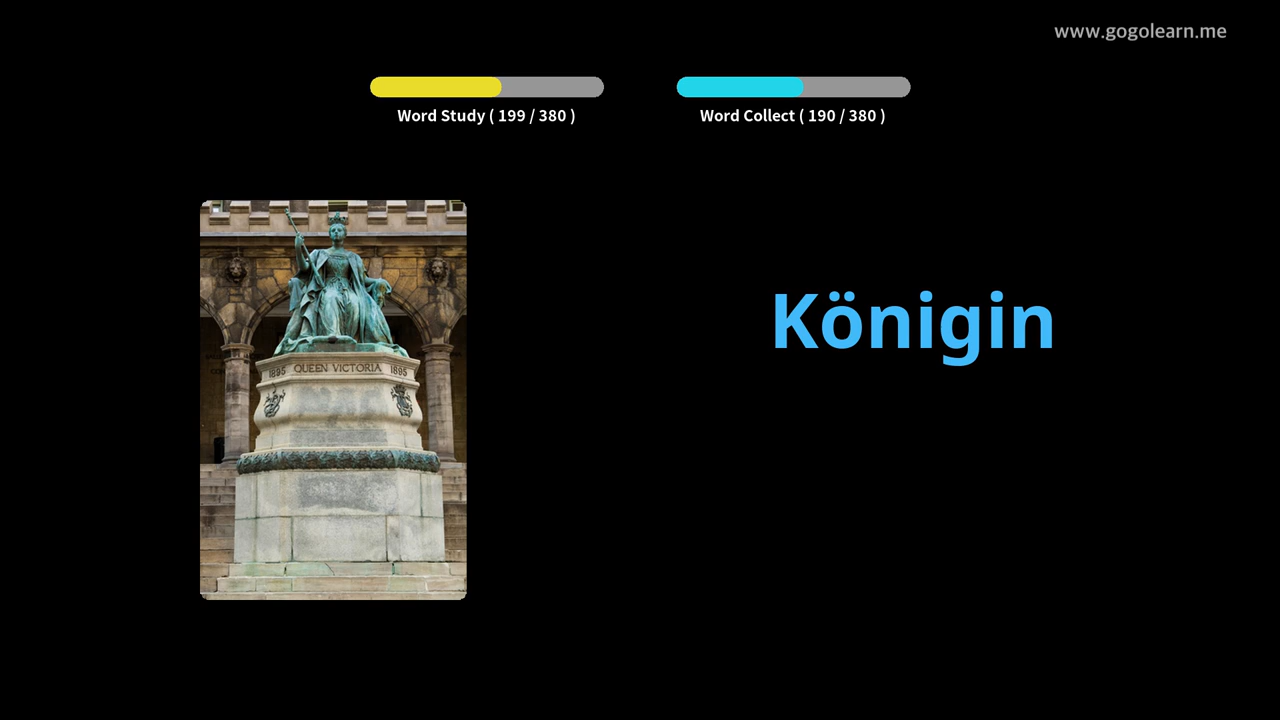 www.gogolearn.me
Word Study ( 199 / 380 )
Word Collect ( 190 / 380 )
Königin
1895 QUEEN VICTORIA 1895